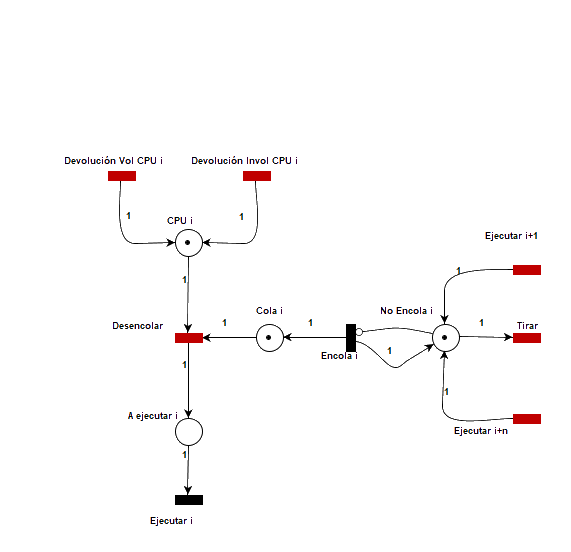 Devolución Vol CPU i
Devolución Invol CPU i
1
1
CPU i
Ejecutar i+1
1
1
Cola i
No Encola i
Desencolar
1
1
1
Tirar
Encola i
1
1
1
A ejecutar i
Ejecutar i+n
1
Ejecutar i